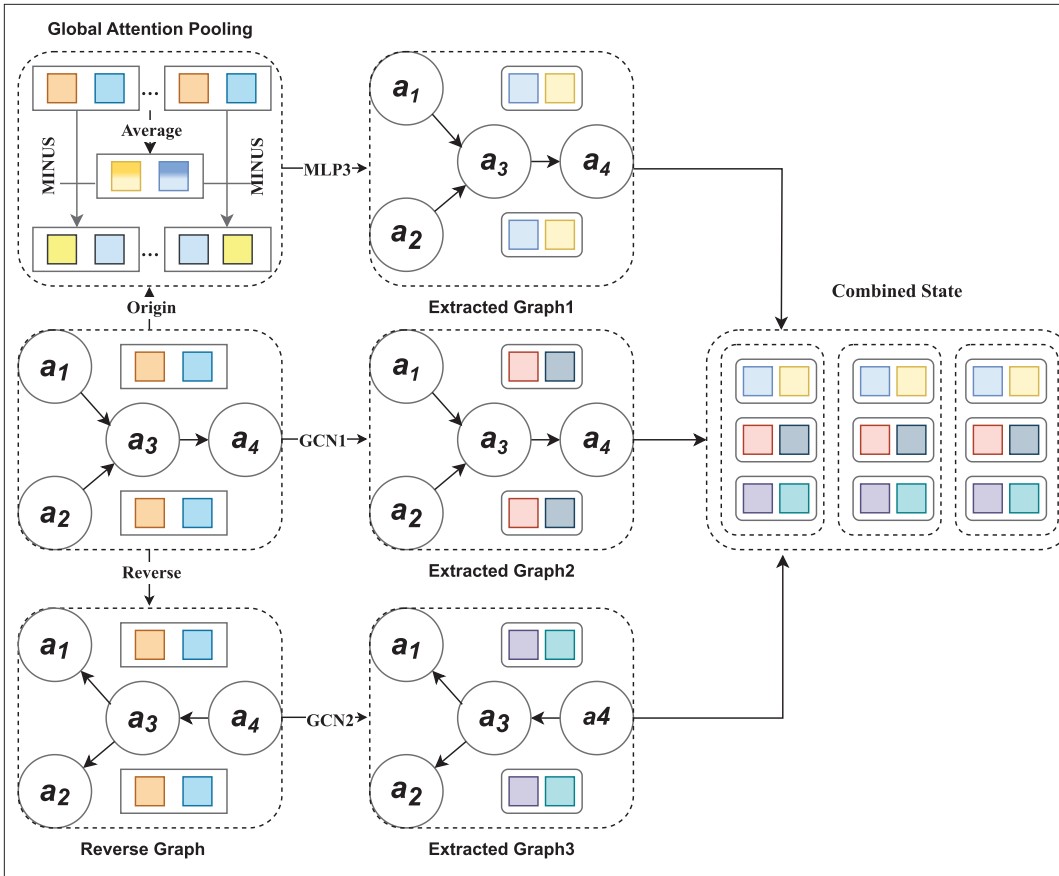 Global Attention Pooling
...
Average
MINUS
MINUS
...
MLP3
a1
a3
a4
a2
Extracted Graph1
Origin
a1
a3
a4
a2
GCN1
a1
a3
a4
a2
Extracted Graph2
Combined State
Reverse
a1
a3
a4
a2
Reverse Graph
GCN2
a1
a3
a4
a2
Extracted Graph3